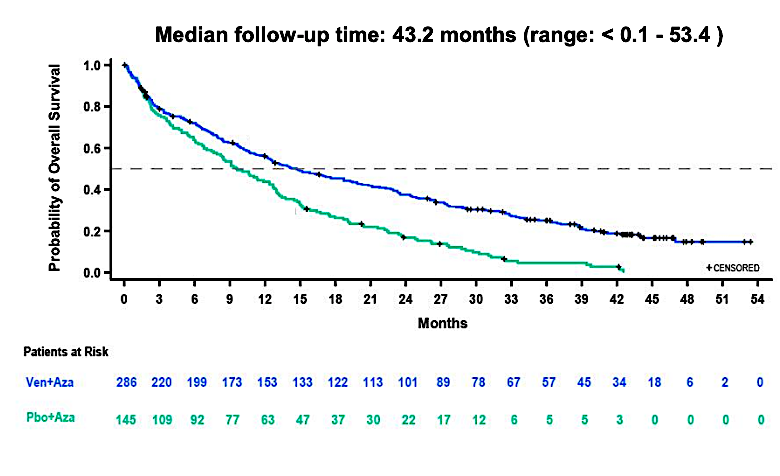 Median follow-up time: 43.2 months (range: < 0.1 - 53.4 )
Probability of Overall Survival
1.0
0.8
0.6
0.4
0.2
0.0
+ CENSORED
0 3 6 9 12 15 18 21 24 27 30 33 36 39 42 45 48 51 54
Months
Patients at Risk
Ven+Aza 286 220 199 173 153 133 122 113 101 89 78 67 57 45 34 18 6 2 0
Pbo+Aza 145 109 92 77 63 47 37 30 22 17 12 6 5 5 3 0 0 0 0